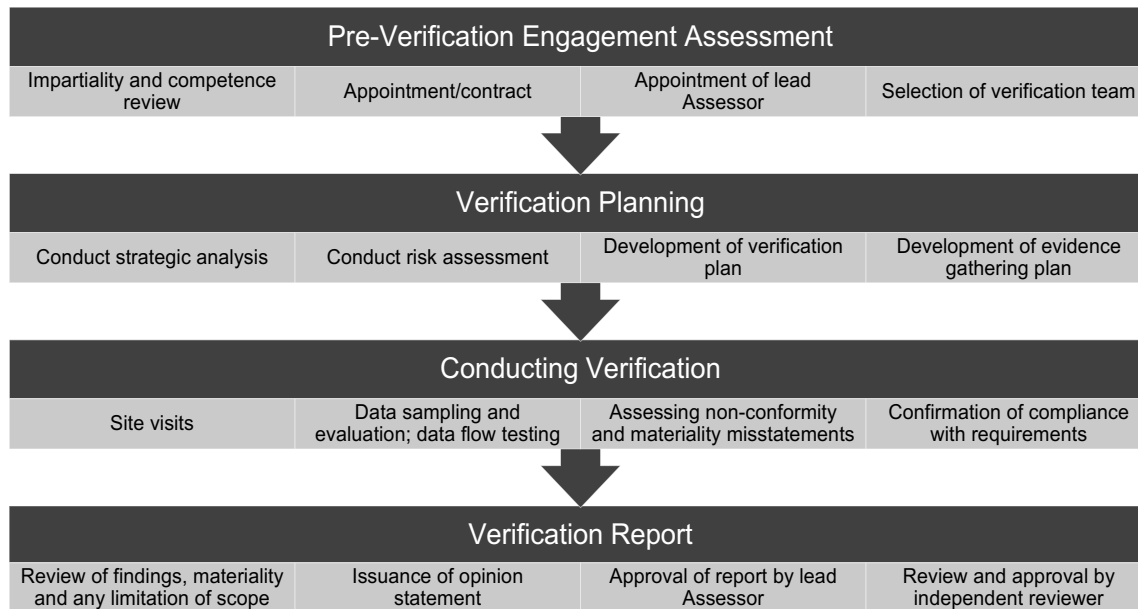 Pre-Verification Engagement Assessment
Impartiality and competence
review
Appointment/contract
Appointment of lead
Assessor
Selection of verification team
Verification Planning
Conduct strategic analysis
Conduct risk assessment
Development of verification
plan
Development of evidence
gathering plan
Conducting Verification
Site visits
Data sampling and
evaluation; data flow testing
Assessing non-conformity
and materiality misstatements
Confirmation of compliance
with requirements
Verification Report
Review of findings, materiality
and any limitation of scope
Issuance of opinion
statement
Approval of report by lead
Assessor
Review and approval by
independent reviewer